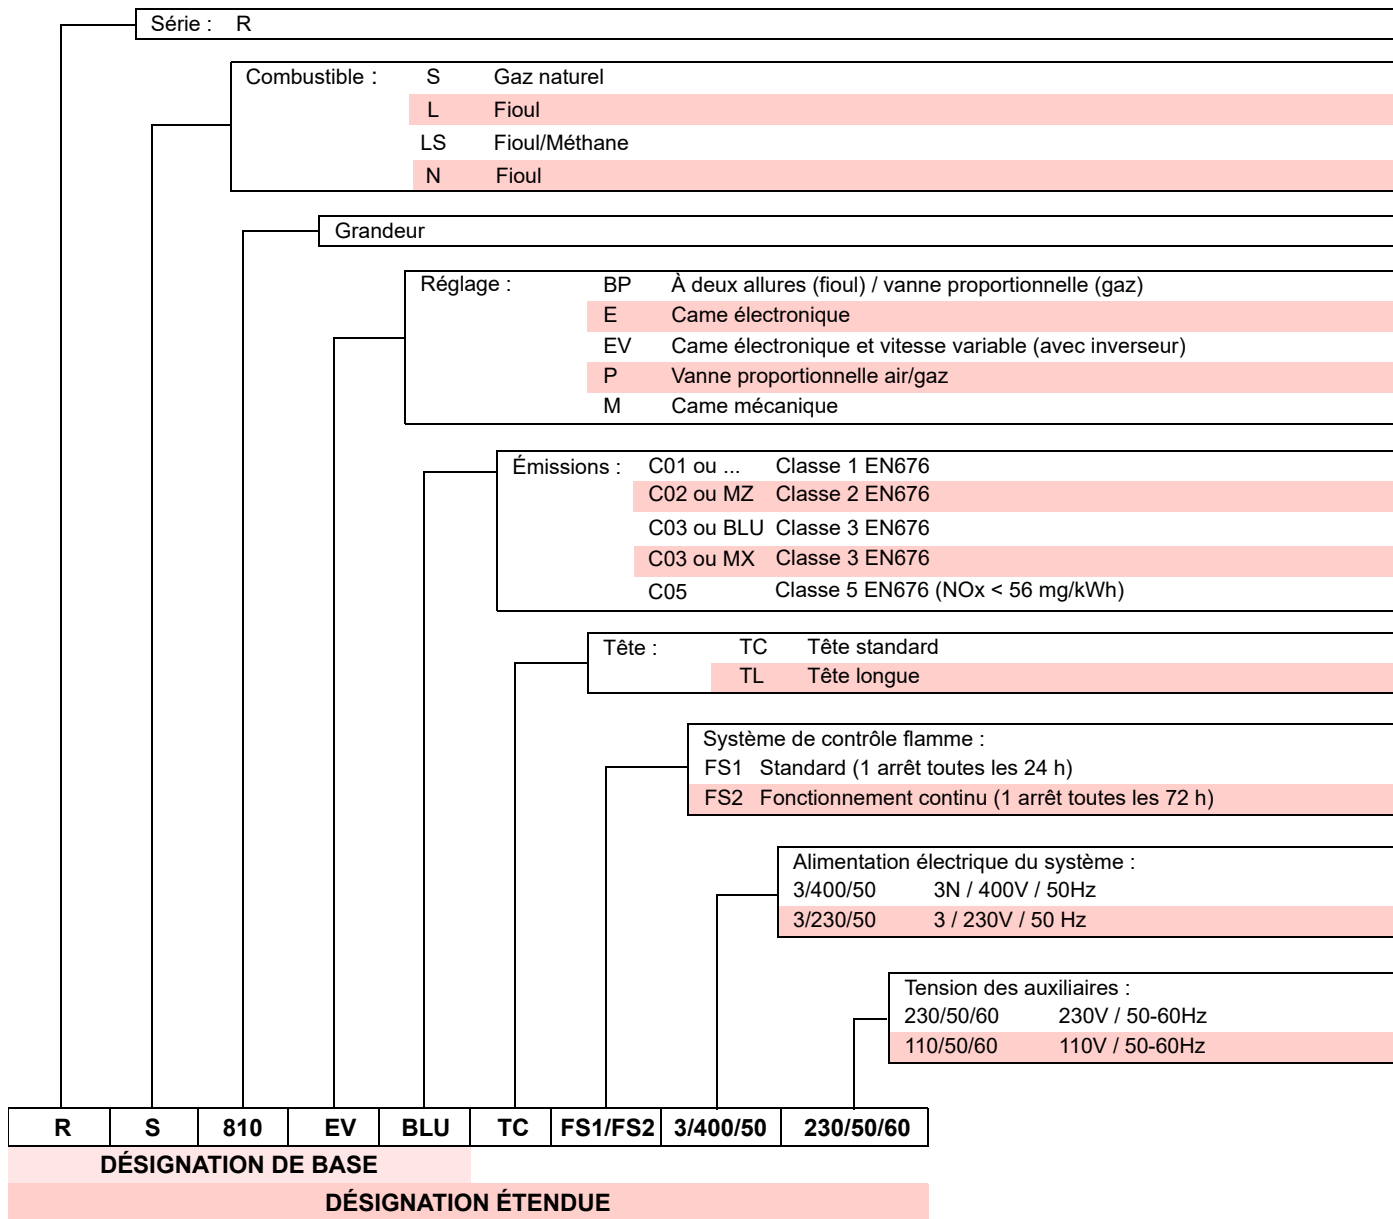 Série : R
Combustible : S Gaz naturel
L Fioul
LS Fioul/Méthane
N Fioul
Grandeur
Réglage : BP À deux allures (fioul) / vanne proportionnelle (gaz)
E Came électronique
EV Came électronique et vitesse variable (avec inverseur)
P Vanne proportionnelle air/gaz
M Came mécanique
Émissions : C01 ou ... Classe 1 EN676
C02 ou MZ Classe 2 EN676
C03 ou BLU Classe 3 EN676
C03 ou MX Classe 3 EN676
C05 Classe 5 EN676 (NOx < 56 mg/kWh)
Tête : TC Tête standard
TL Tête longue
Système de contrôle flamme :
FS1 Standard (1 arrêt toutes les 24 h)
FS2 Fonctionnement continu (1 arrêt toutes les 72 h)
Alimentation électrique du système :
3/400/50 3N / 400V / 50Hz
3/230/50 3 / 230V / 50 Hz
Tension des auxiliaires :
230/50/60 230V / 50-60Hz
110/50/60 110V / 50-60Hz
R S 810 EV BLU TC FS1/FS2 3/400/50 230/50/60
DÉSIGNATION DE BASE
DÉSIGNATION ÉTENDUE